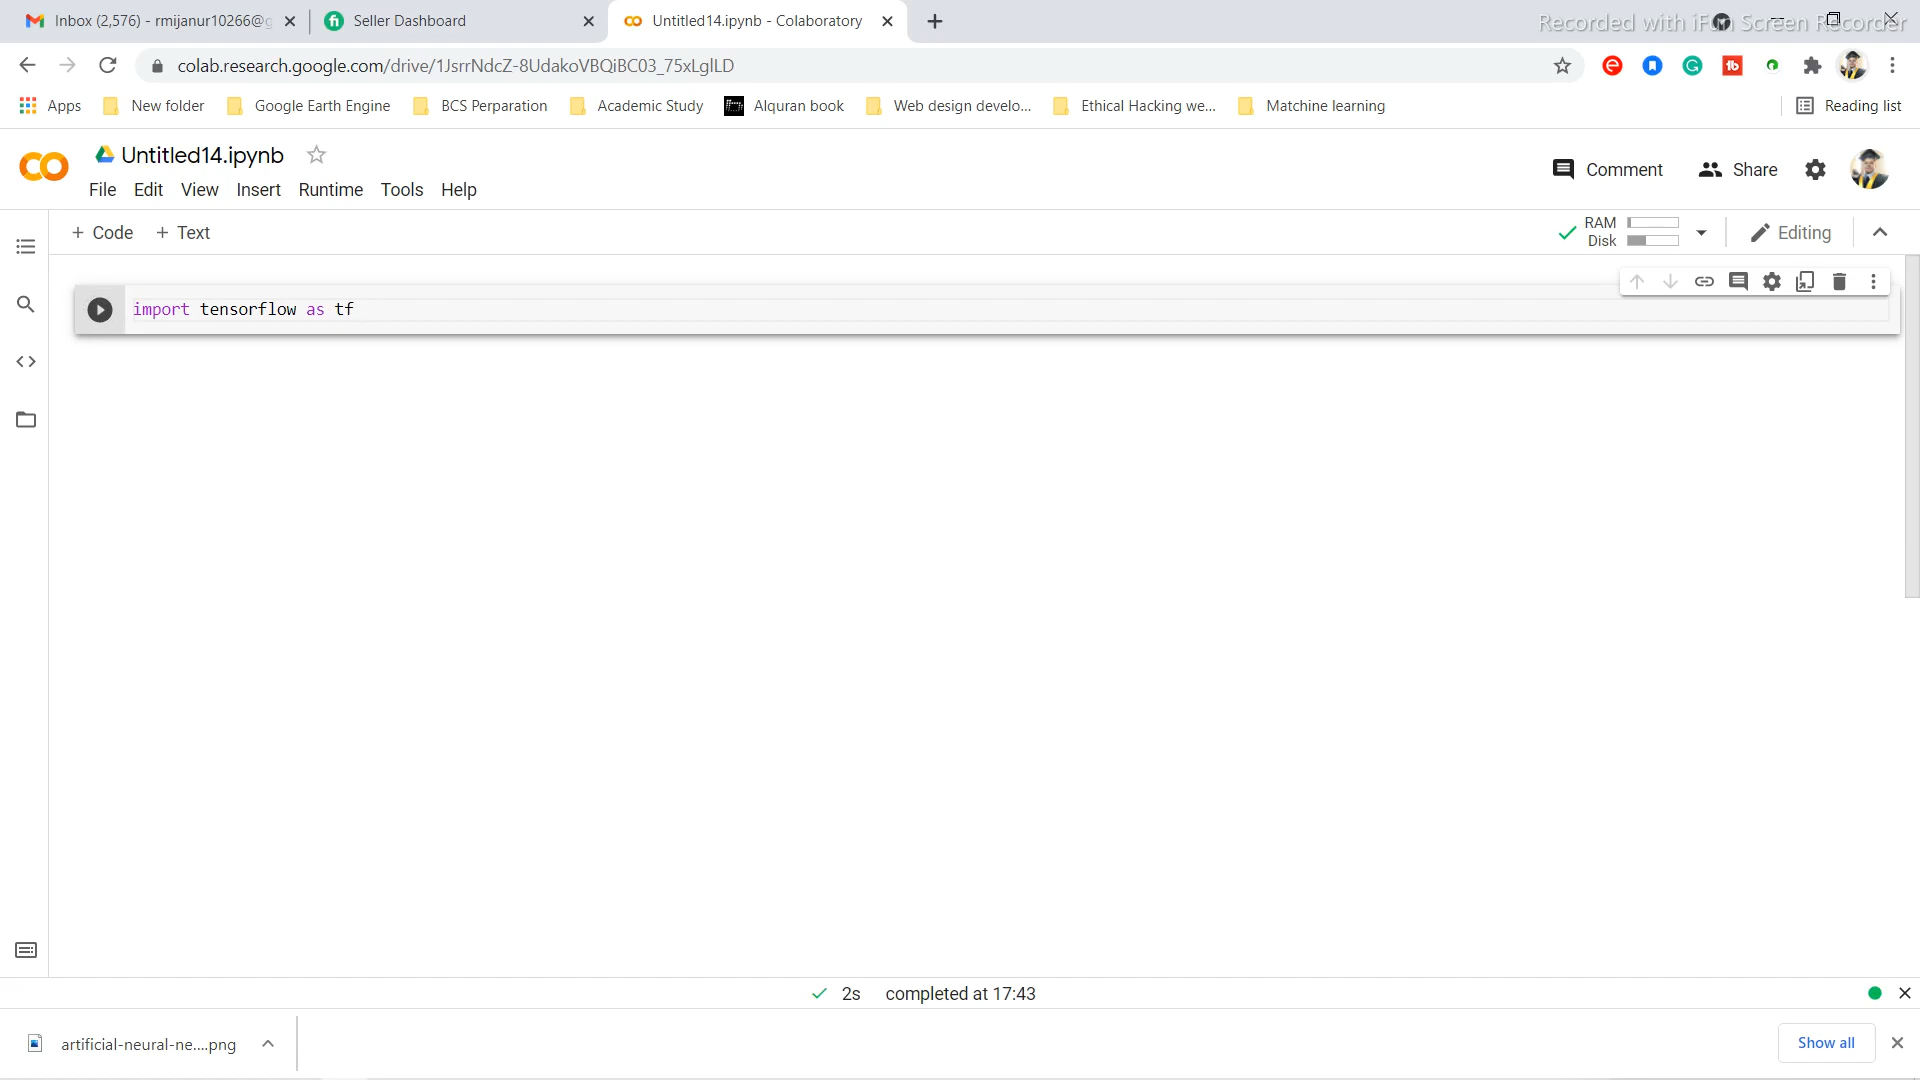 Inbox (2,576) - rmijanur10266@g
Seller Dashboard
Untitled14.ipynb - Colaboratory
Recorded with iFun Screen Recorder
colab.research.google.com/drive/1JsrrNdcZ-8UdakoVBQiBC03_75xLglLD
Apps
New folder
Google Earth Engine
BCS Perparation
Academic Study
Alquran book
Web design develo...
Ethical Hacking we...
Matchine learning
Reading list
Untitled14.ipynb
Comment
Share
File Edit View Insert Runtime Tools Help
+ Code + Text
RAM
Disk
Editing
import tensorflow as tf
2s completed at 17:43
artificial-neural-ne....png
Show all